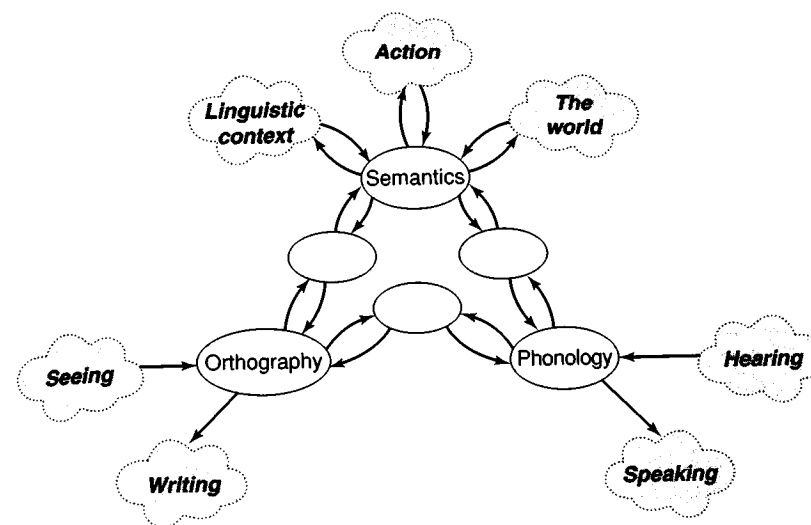 Action
Linguistic
context
The
world
Semantics
Orthography
Phonology
Seeing
Hearing
Writing
Speaking